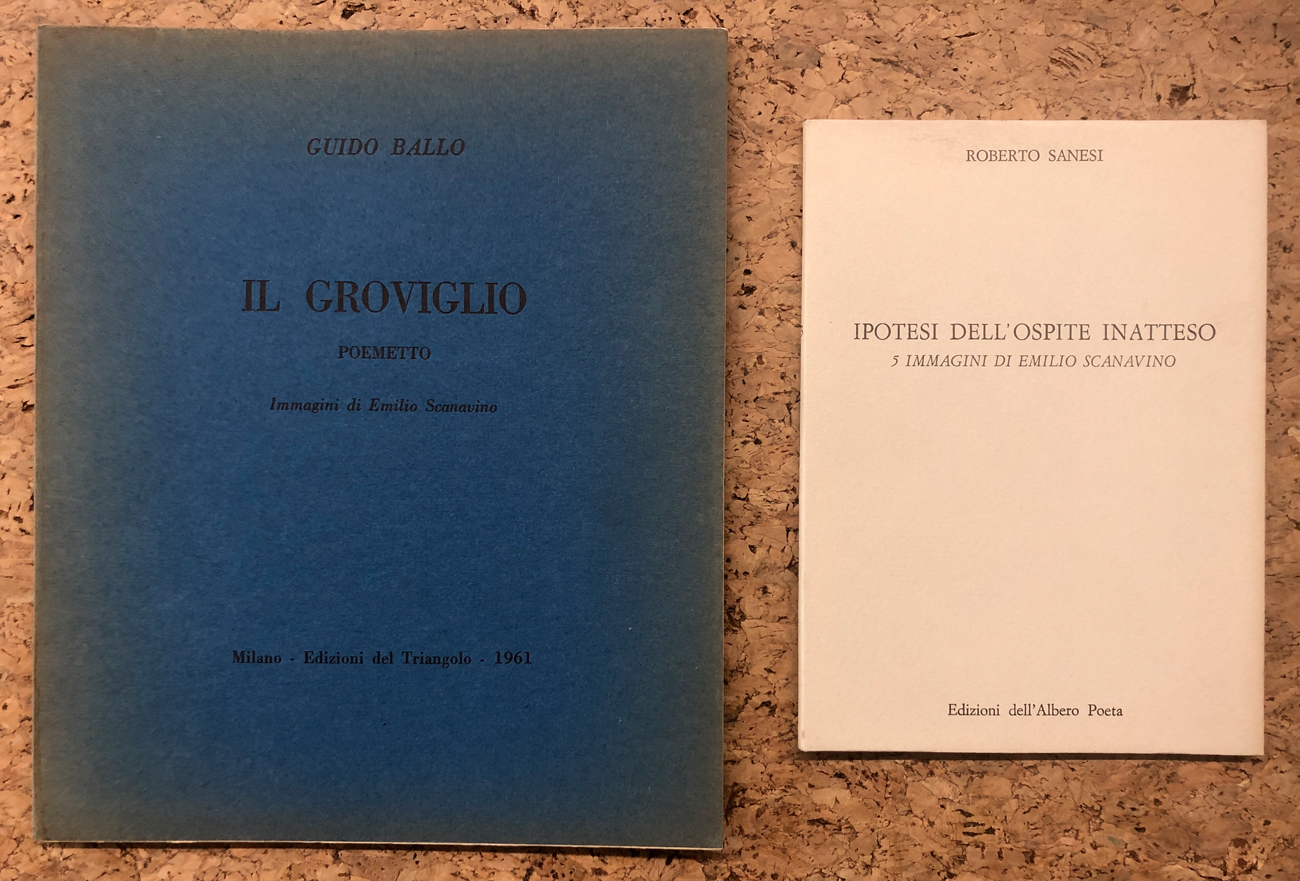 GUIDO BALLO
IL GROVIGLIO
POEMETTO
Immagini di Emilio Scanavino
Milano - Edizioni del Triangolo - 1961
ROBERTO SANESI
IPOTESI DELL'OSPITE INATTESO
5 IMMAGINI DI EMILIO SCANAVINO
Edizioni dell'Albero Poeta